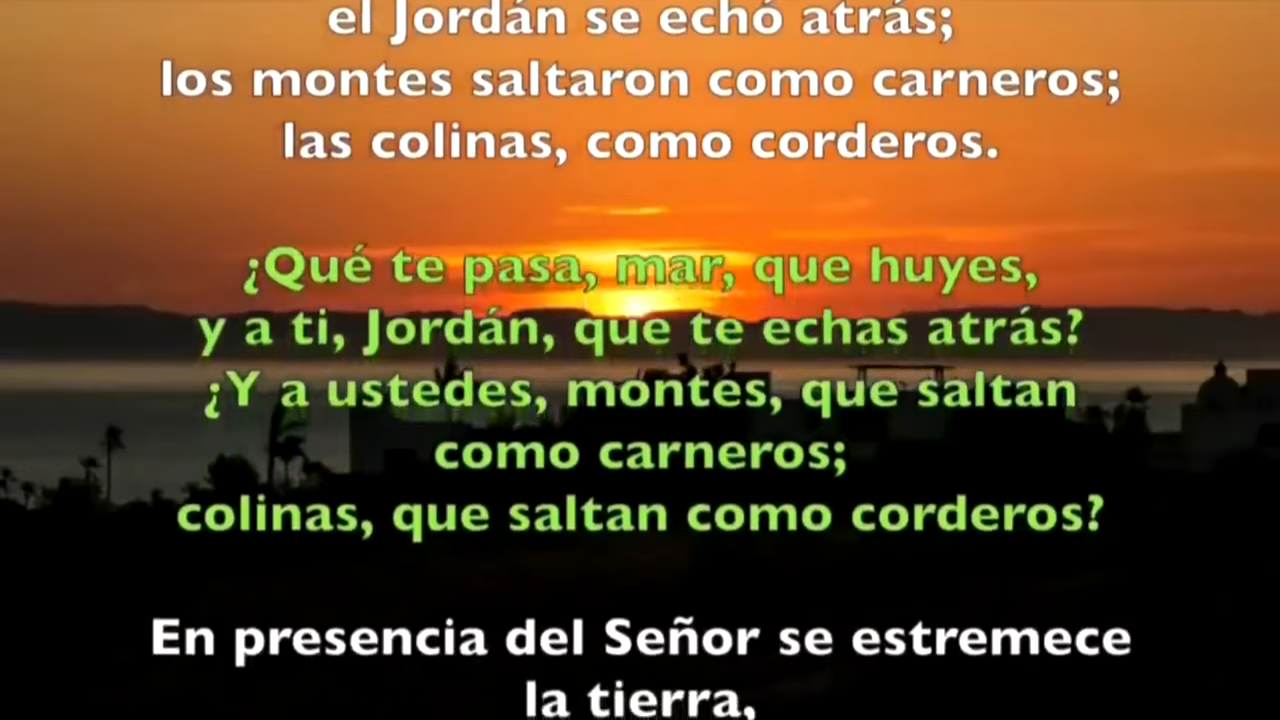 el Jordán se echó atrás;
los montes saltaron como carneros;
las colinas, como corderos.
¿Qué te pasa, mar, que huyes,
y a ti, Jordán, que te echas atrás?
¿Y a ustedes, montes, que saltan
como carneros;
colinas, que saltan como corderos?
En presencia del Señor se estremece
la tierra,